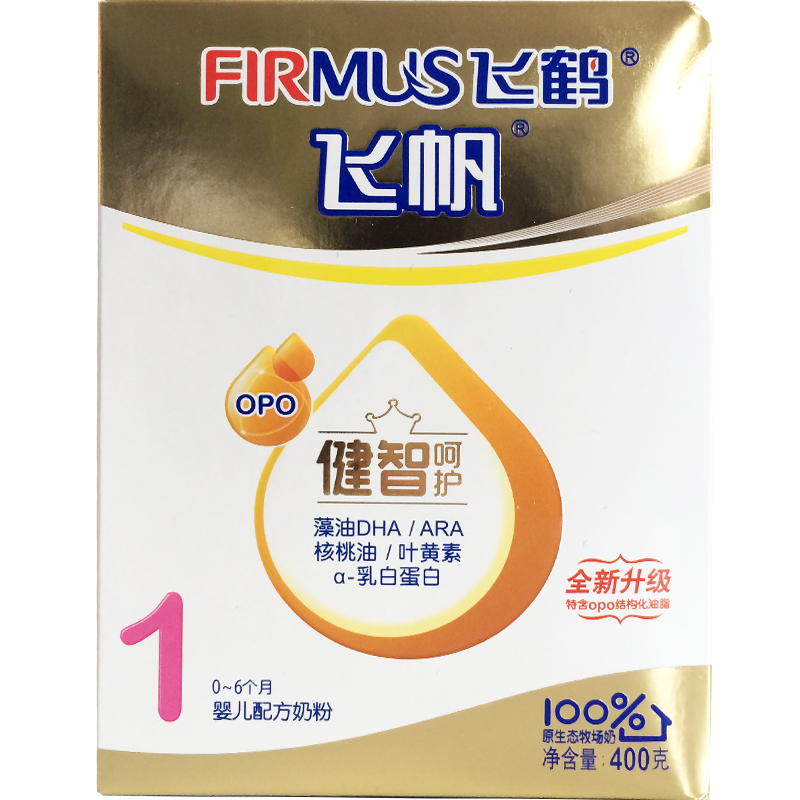 FIRMUS飞鹤®
飞帆®
OPO
健智呵护
藻油DHA / ARA
核桃油 / 叶黄素
α-乳白蛋白
全新升级
特含opo结构化油脂
1
0~6个月
婴儿配方奶粉
100%
原生态牧场奶
净含量:400克